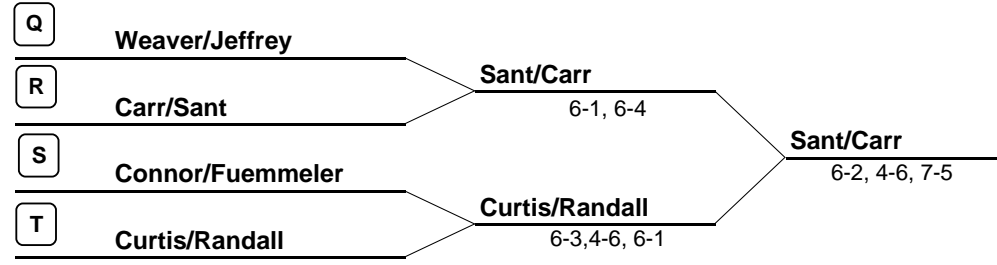 Q
Weaver/Jeffrey
R
Carr/Sant
Sant/Carr
6-1, 6-4
S
Connor/Fuemmeler
T
Curtis/Randall
Curtis/Randall
6-3,4-6, 6-1
Sant/Carr
6-2, 4-6, 7-5